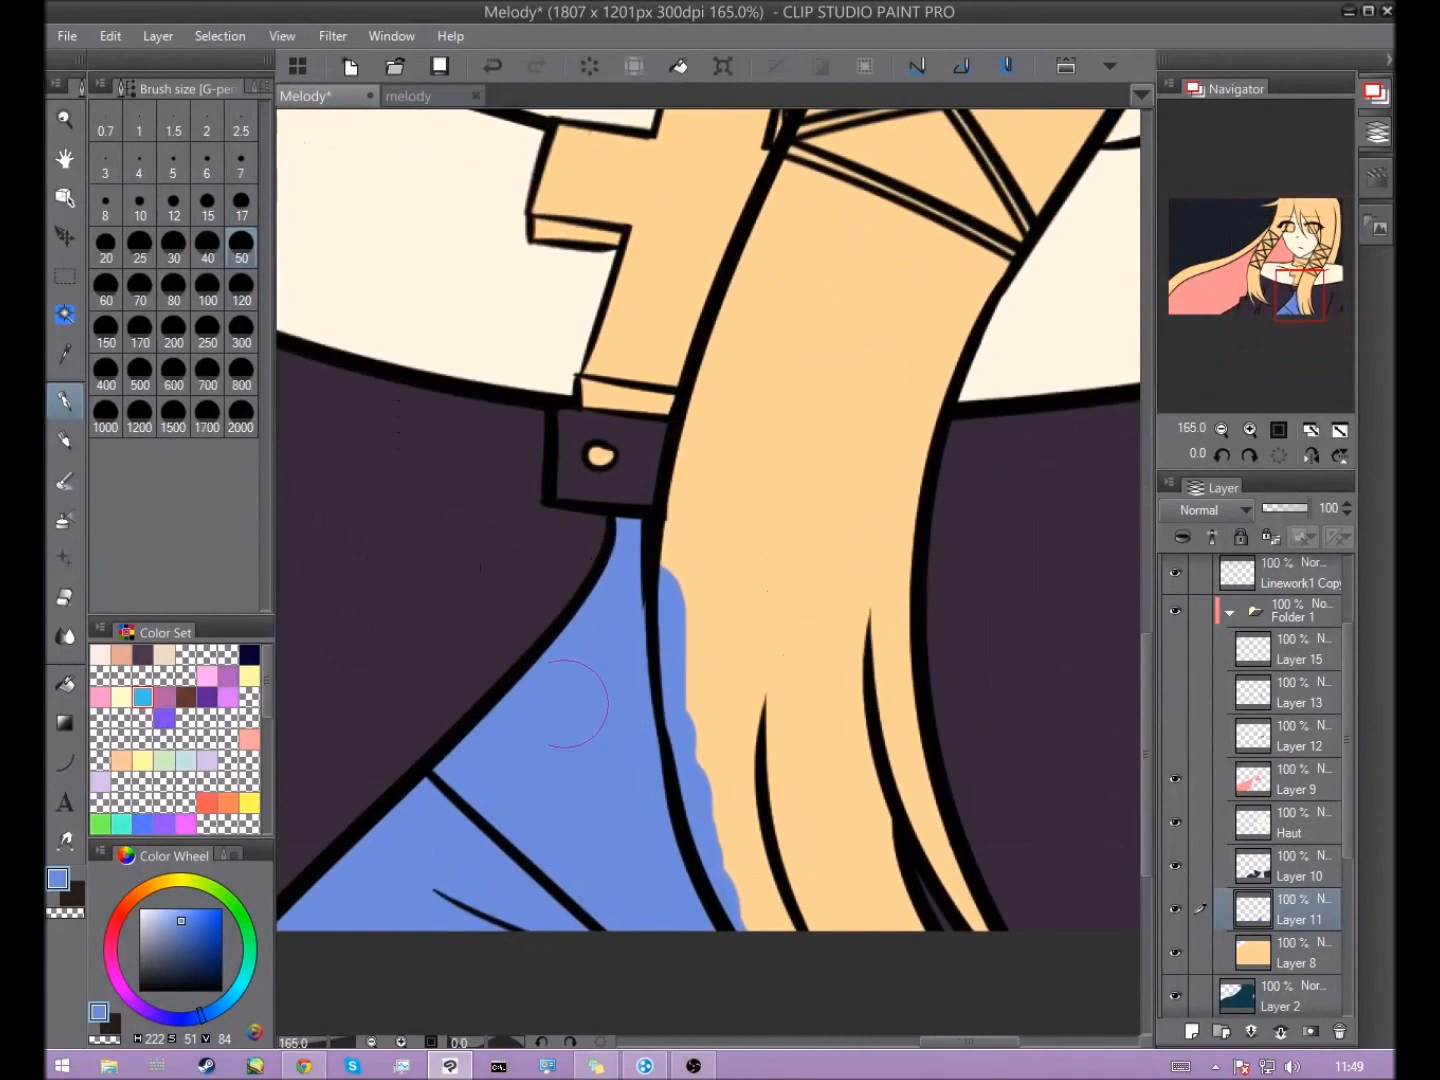 Melody* (1807 x 1201px 300dpi 165.0%) - CLIP STUDIO PAINT PRO
File Edit Layer Selection View Filter Window Help
Brush size [G-pen
Melody* melody
Navigator
0.7 1 1.5 2 2.5
3 4 5 6 7
8 10 12 15 17
20 25 30 40 50
60 70 80 100 120
150 170 200 250 300
400 500 600 700 800
1000 1200 1500 1700 2000
165.0
0.0
Layer
Normal 100
100 % Nor...
Linework1 Copy
100 % No...
Folder 1
100 % N...
Layer 15
100 % N...
Layer 13
100 % N...
Layer 12
100 % N...
Layer 9
100 % N...
Haut
100 % N...
Layer 10
100 % N...
Layer 11
100 % N...
Layer 8
100 % Nor...
Layer 2
Color Set
Color Wheel
A
H 222 S 51 V 84
165.0 0.0
11:49